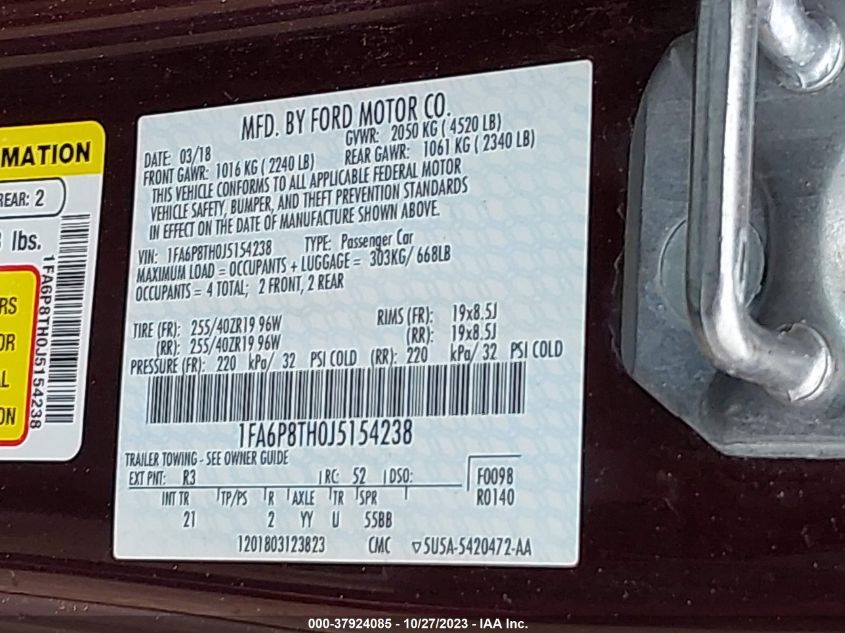 MFD. BY FORD MOTOR CO.
DATE: 03/18
GVWR: 2050 KG ( 4520 LB)
FRONT GAWR: 1016 KG ( 2240 LB)
REAR GAWR: 1061 KG ( 2340 LB)
THIS VEHICLE CONFORMS TO ALL APPLICABLE FEDERAL MOTOR
VEHICLE SAFETY, BUMPER, AND THEFT PREVENTION STANDARDS
IN EFFECT ON THE DATE OF MANUFACTURE SHOWN ABOVE.
VIN: 1FA6P8TH0J5154238 TYPE: Passenger Car
MAXIMUM LOAD = OCCUPANTS + LUGGAGE = 303KG/ 668LB
OCCUPANTS = 4 TOTAL; 2 FRONT, 2 REAR
TIRE (FR): 255/40ZR19 96W RIMS (FR): 19x8.5J
(RR): 255/40ZR19 96W (RR): 19x8.5J
PRESSURE (FR): 220 kPa/ 32 PSI COLD (RR): 220 kPa/ 32 PSI COLD
1FA6P8TH0J5154238
TRAILER TOWING - SEE OWNER GUIDE
EXT PNT: R3 RC: 52 DSO: F0098
R0140
INT TR TP/PS R AXLE TR SPR
21 2 YY U 55BB
1201803123823 CMC ▽5U5A-5420472-AA
MATION
REAR: 2
lbs.
RS
OR
AL
ON
1FA6P8TH0J5154238
000-37924085 - 10/27/2023 - IAA Inc.